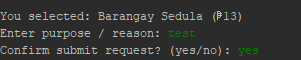 You selected: Barangay Sedula (₱13)
Enter purpose / reason: test
Confirm submit request? (yes/no): yes